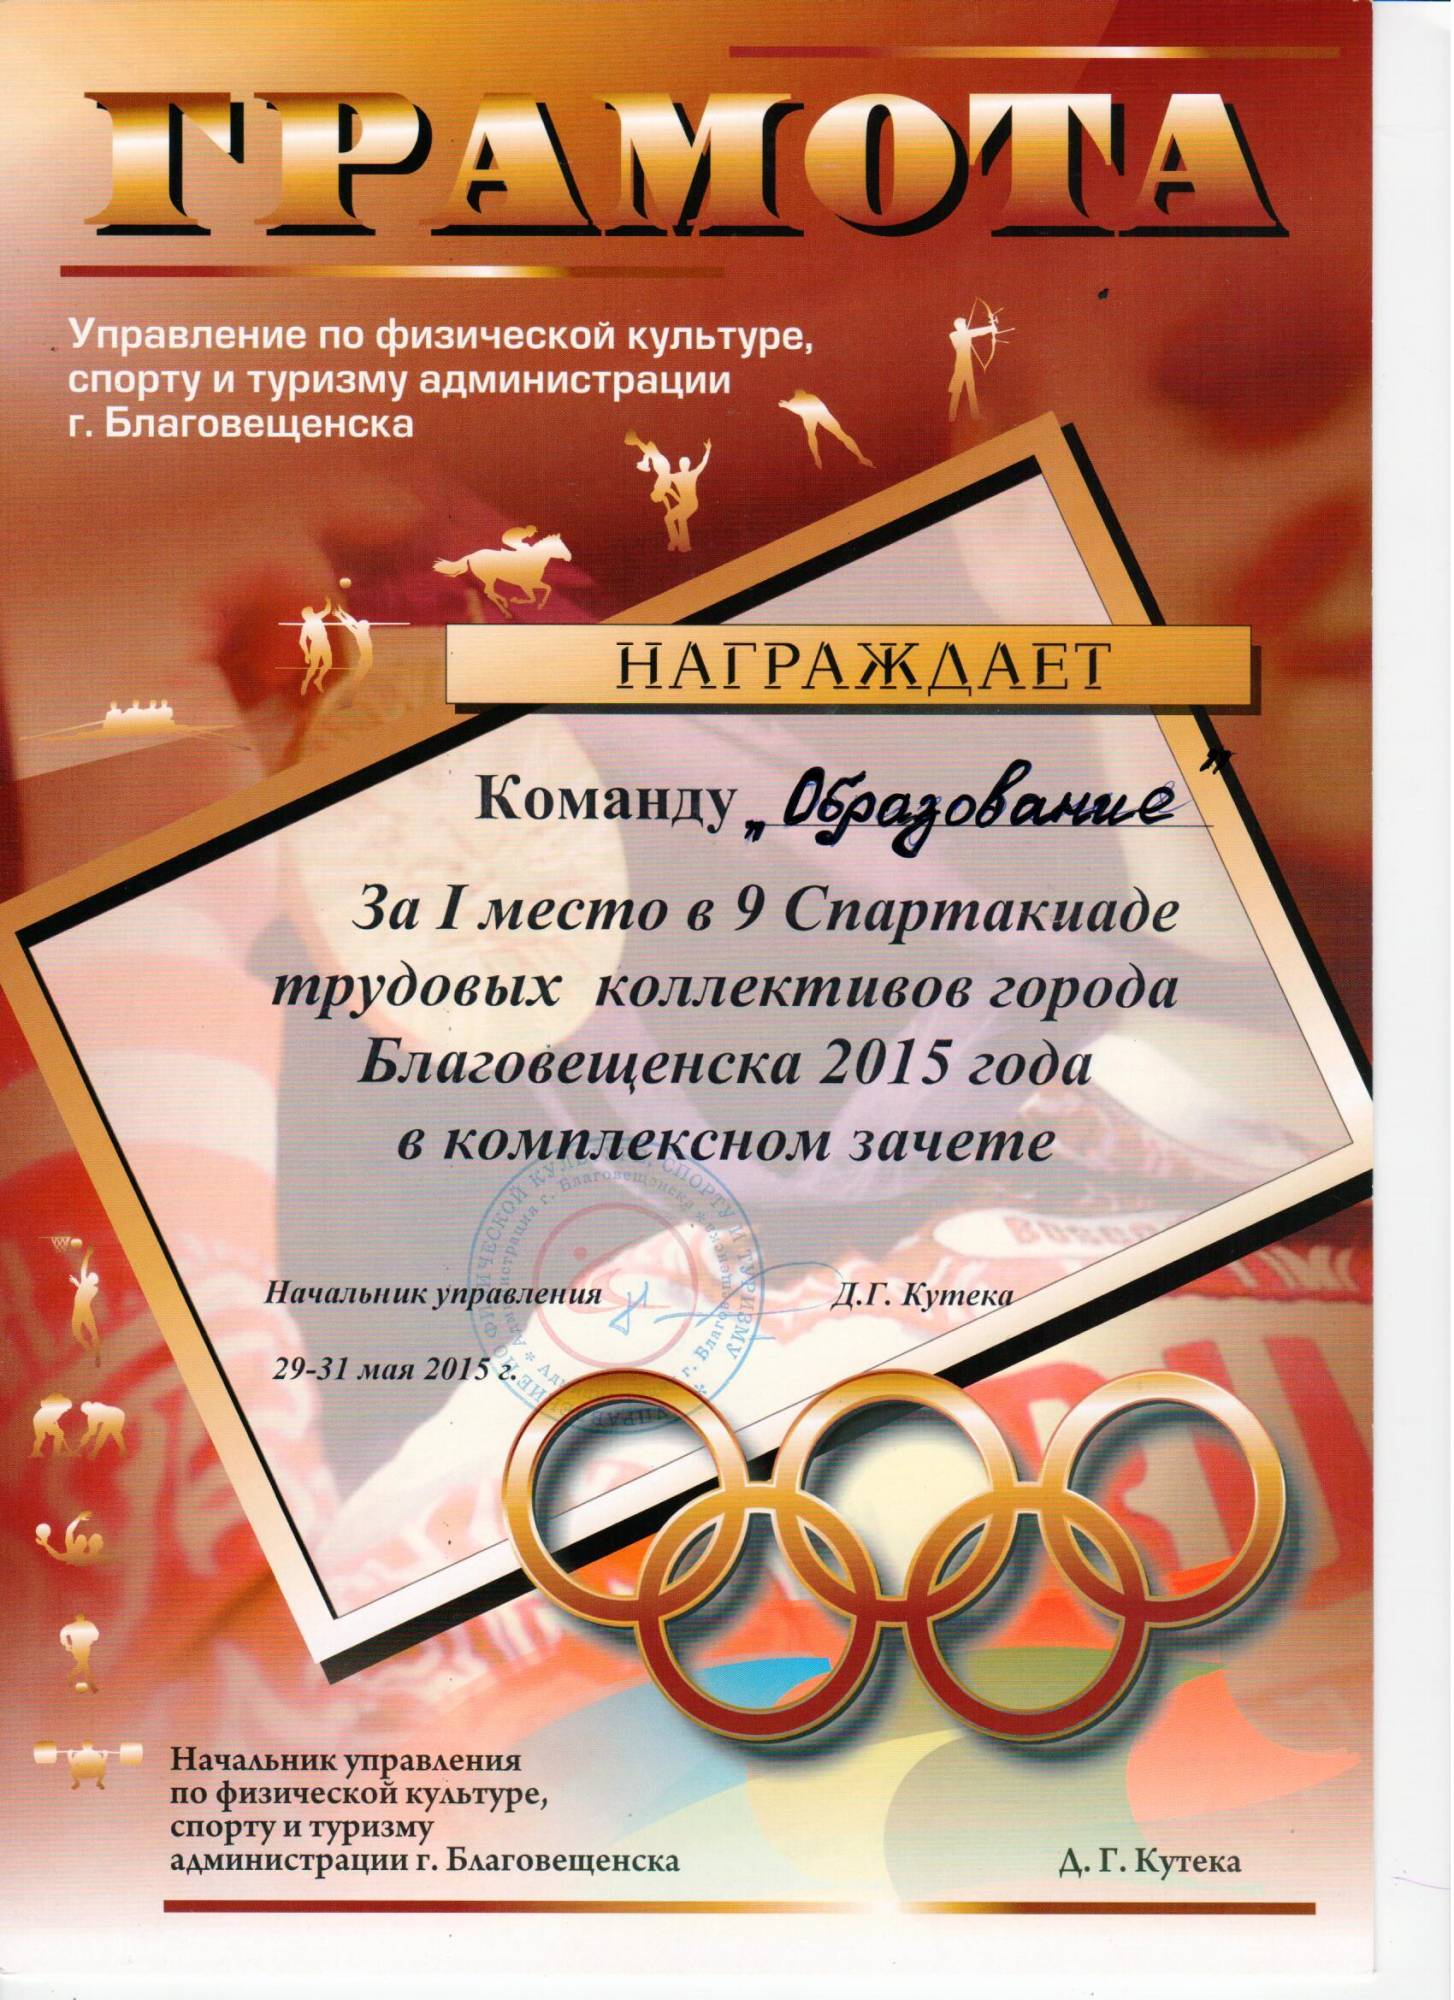 ГРАМОТА
Управление по физической культуре,
спорту и туризму администрации
г. Благовещенска
НАГРАЖДАЕТ
Команду „Образование”
За I место в 9 Спартакиаде
трудовых коллективов города
Благовещенска 2015 года
в комплексном зачете
Начальник управления Д.Г. Кутека
29-31 мая 2015 г.
Начальник управления
по физической культуре,
спорту и туризму
администрации г. Благовещенска Д. Г. Кутека